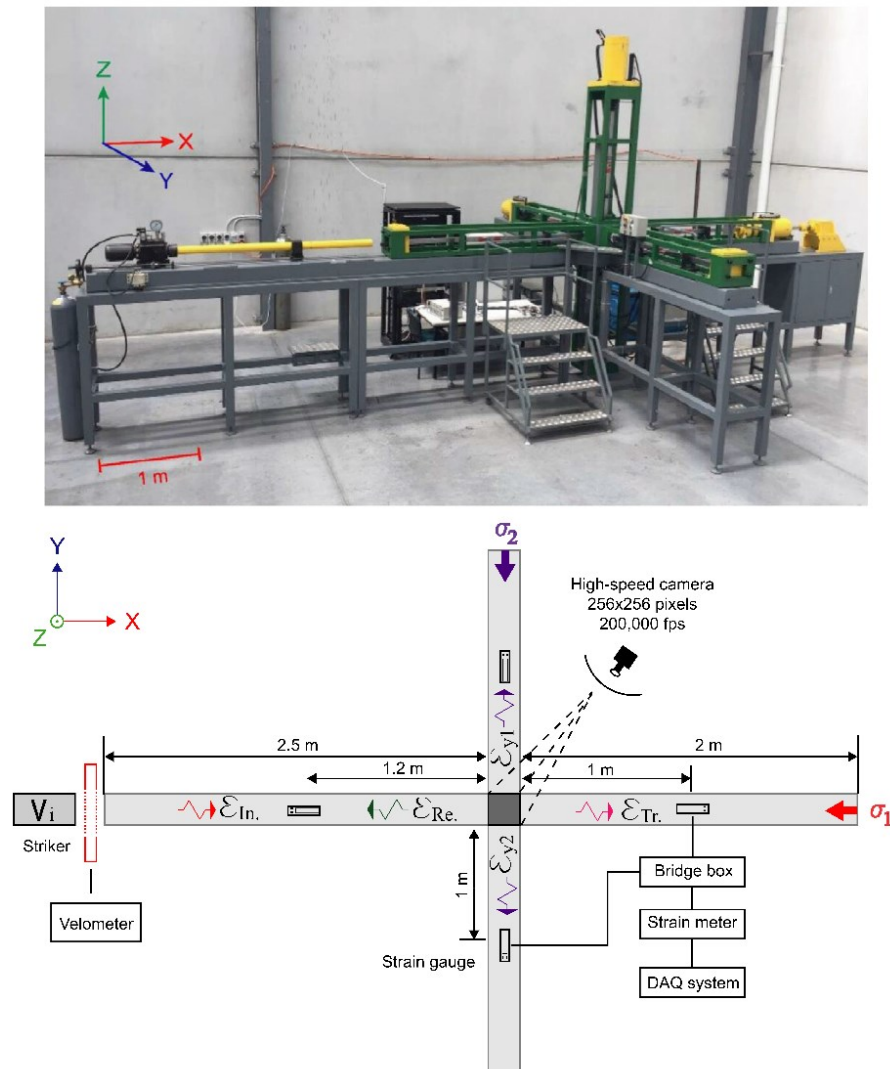 Z
X
Y
1 m
σ2
Y
High-speed camera
256x256 pixels
200,000 fps
Z
X
2.5 m
εy1
2 m
1.2 m
1 m
Vi
εIn.
εRe.
εTr.
σ1
Striker
εy2
1 m
Bridge box
Velometer
Strain meter
Strain gauge
DAQ system